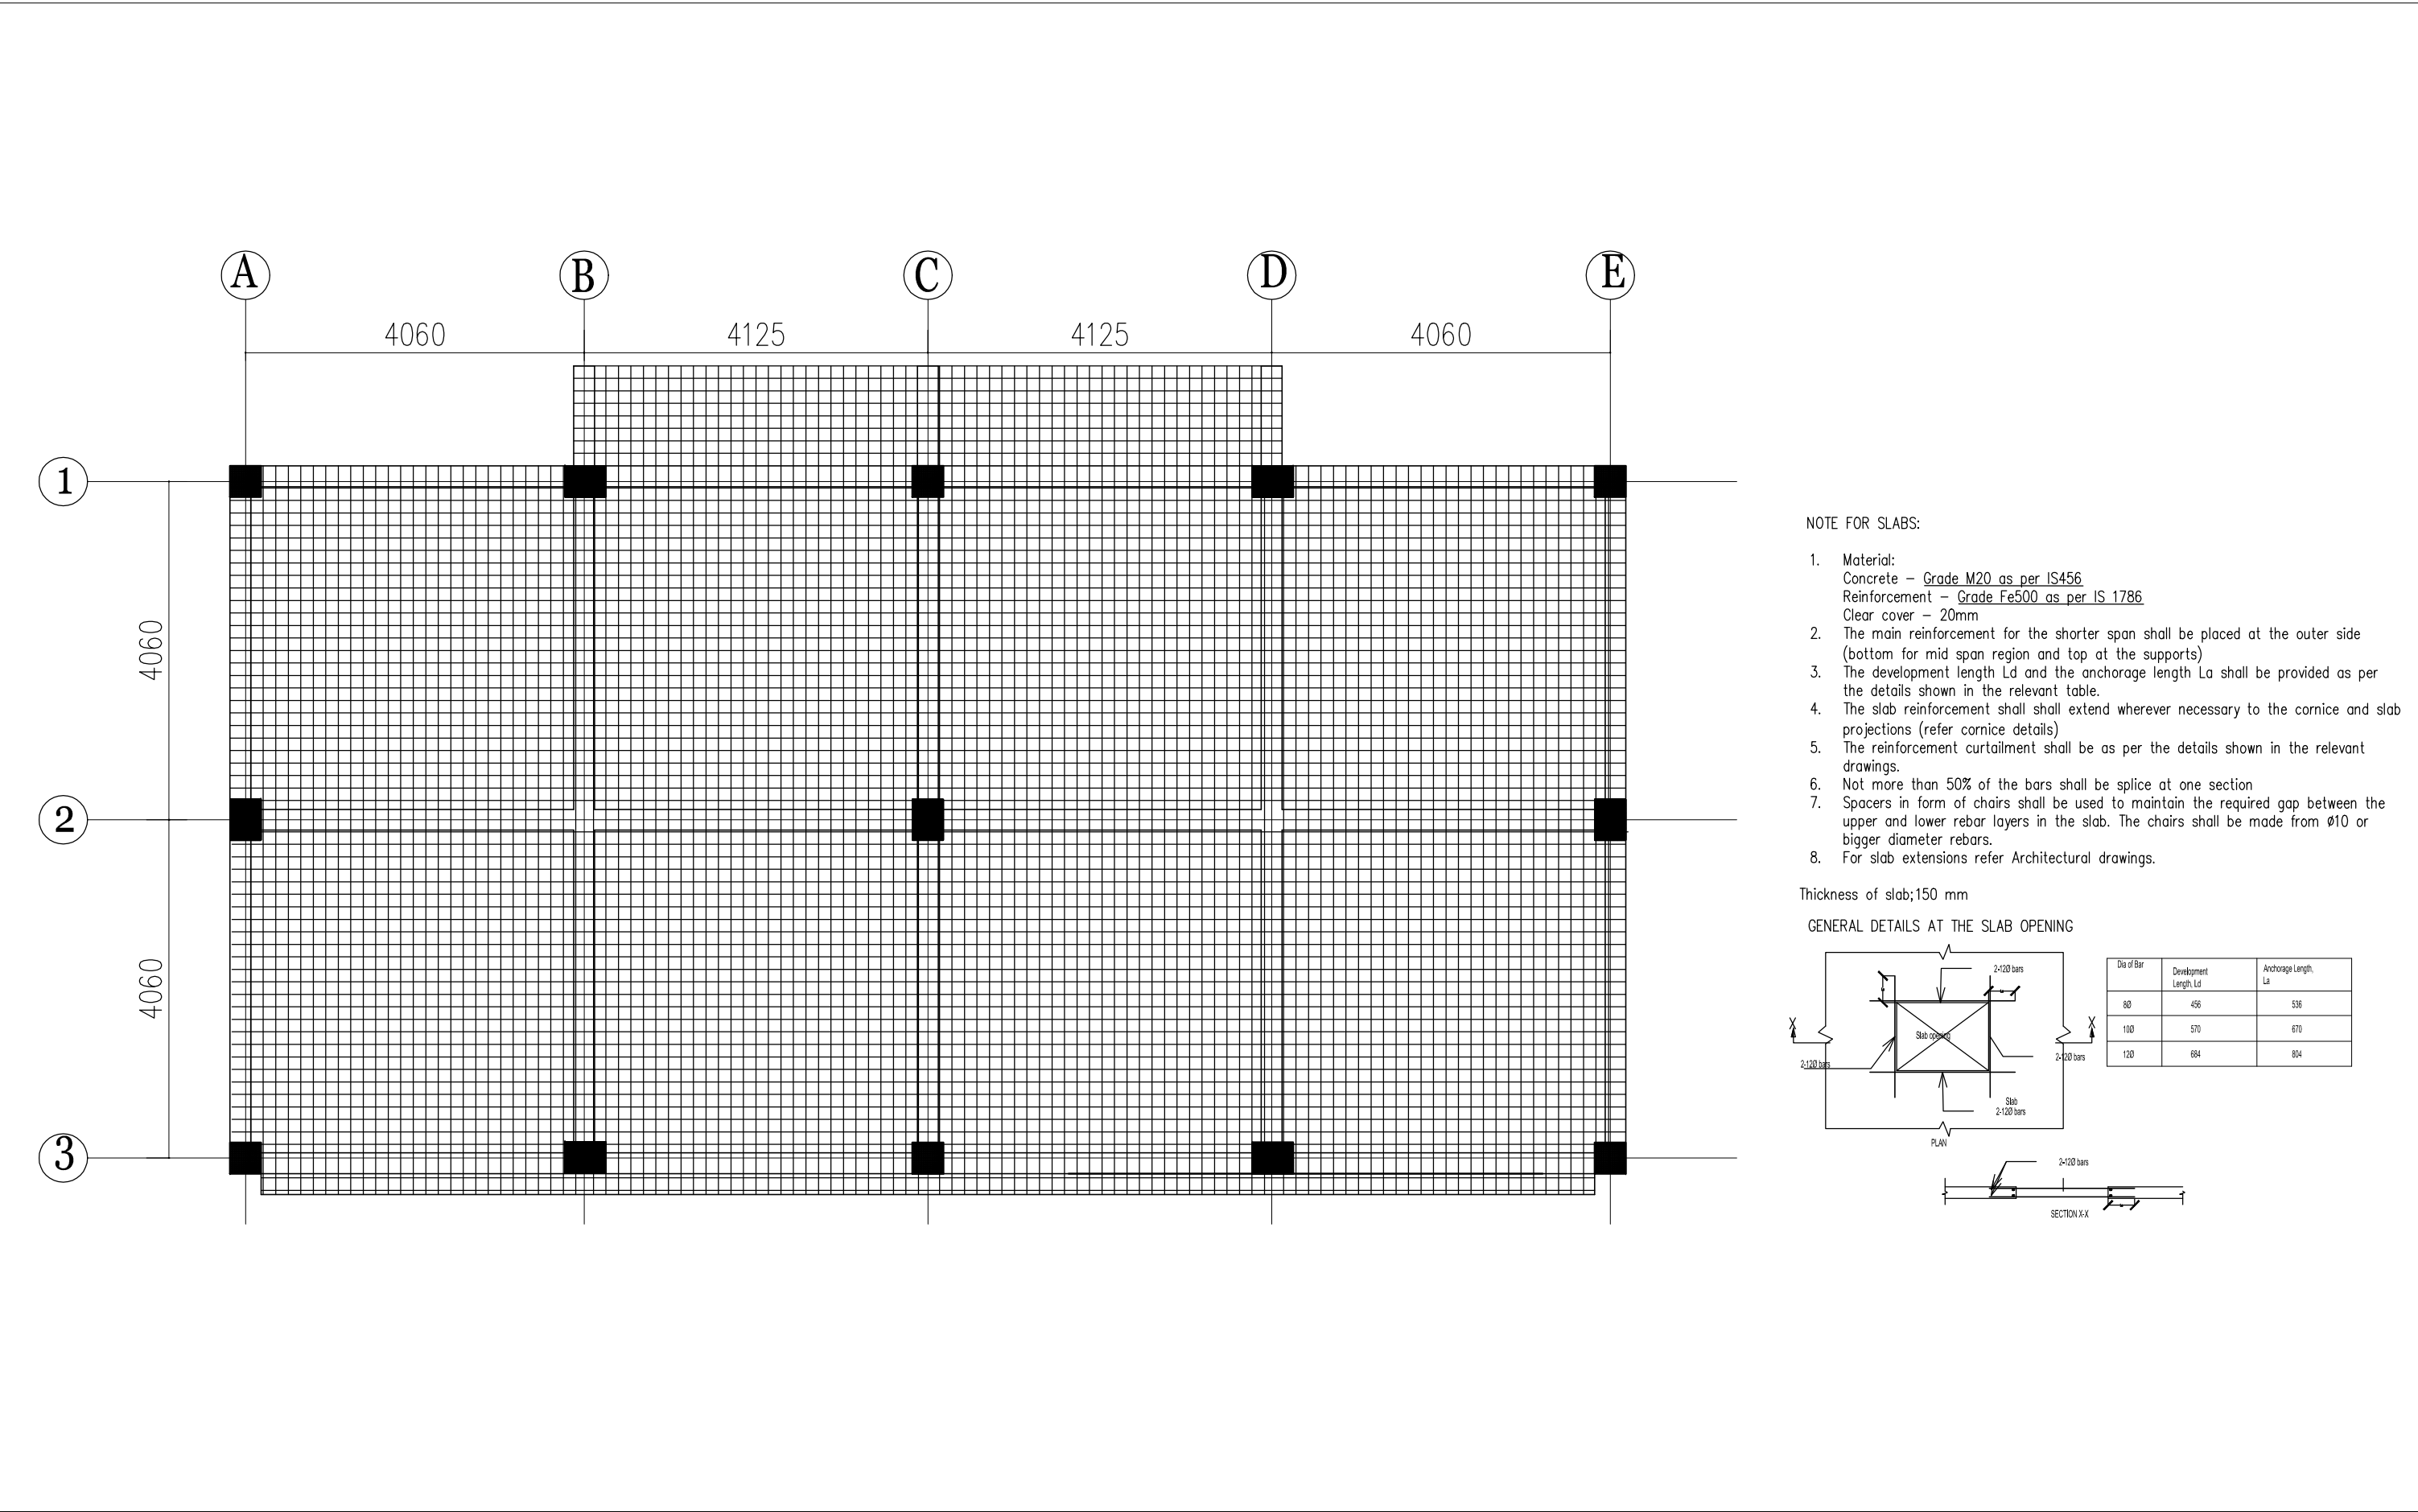 A B C D E
4060 4125 4125 4060
1
4060
2
4060
3
NOTE FOR SLABS:
1. Material:
Concrete – Grade M20 as per IS456
Reinforcement – Grade Fe500 as per IS 1786
Clear cover – 20mm
2. The main reinforcement for the shorter span shall be placed at the outer side
(bottom for mid span region and top at the supports)
3. The development length Ld and the anchorage length La shall be provided as per
the details shown in the relevant table.
4. The slab reinforcement shall shall extend wherever necessary to the cornice and slab
projections (refer cornice details)
5. The reinforcement curtailment shall be as per the details shown in the relevant
drawings.
6. Not more than 50% of the bars shall be splice at one section
7. Spacers in form of chairs shall be used to maintain the required gap between the
upper and lower rebar layers in the slab. The chairs shall be made from ø10 or
bigger diameter rebars.
8. For slab extensions refer Architectural drawings.
Thickness of slab;150 mm
GENERAL DETAILS AT THE SLAB OPENING
2-12Ø bars
X X
Slab opening
2-12Ø bars
2-12Ø bars
Slab
2-12Ø bars
PLAN
Dia of Bar Development Length, Ld Anchorage Length, La
8Ø 456 536
10Ø 570 670
12Ø 684 804
2-12Ø bars
SECTION X-X